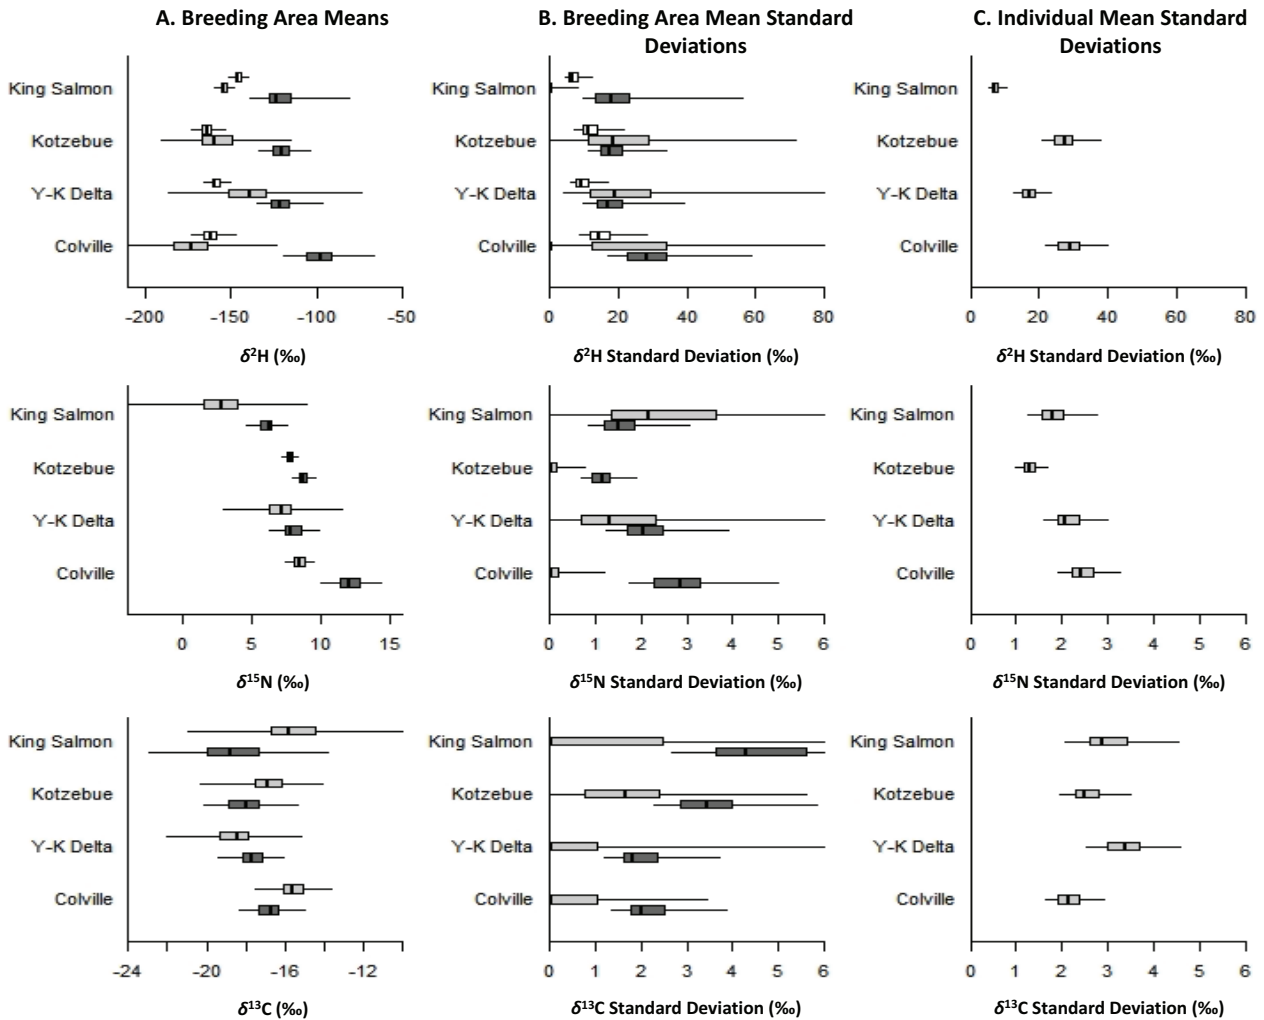 A. Breeding Area Means
B. Breeding Area Mean Standard
Deviations
C. Individual Mean Standard
Deviations
King Salmon
Kotzebue
Y-K Delta
Colville
-200 -150 -100 -50
δ²H (‰)
King Salmon
Kotzebue
Y-K Delta
Colville
0 20 40 60 80
δ²H Standard Deviation (‰)
King Salmon
Kotzebue
Y-K Delta
Colville
0 20 40 60 80
δ²H Standard Deviation (‰)
King Salmon
Kotzebue
Y-K Delta
Colville
0 5 10 15
δ¹⁵N (‰)
King Salmon
Kotzebue
Y-K Delta
Colville
0 1 2 3 4 5 6
δ¹⁵N Standard Deviation (‰)
King Salmon
Kotzebue
Y-K Delta
Colville
0 1 2 3 4 5 6
δ¹⁵N Standard Deviation (‰)
King Salmon
Kotzebue
Y-K Delta
Colville
-24 -20 -16 -12
δ¹³C (‰)
King Salmon
Kotzebue
Y-K Delta
Colville
0 1 2 3 4 5 6
δ¹³C Standard Deviation (‰)
King Salmon
Kotzebue
Y-K Delta
Colville
0 1 2 3 4 5 6
δ¹³C Standard Deviation (‰)